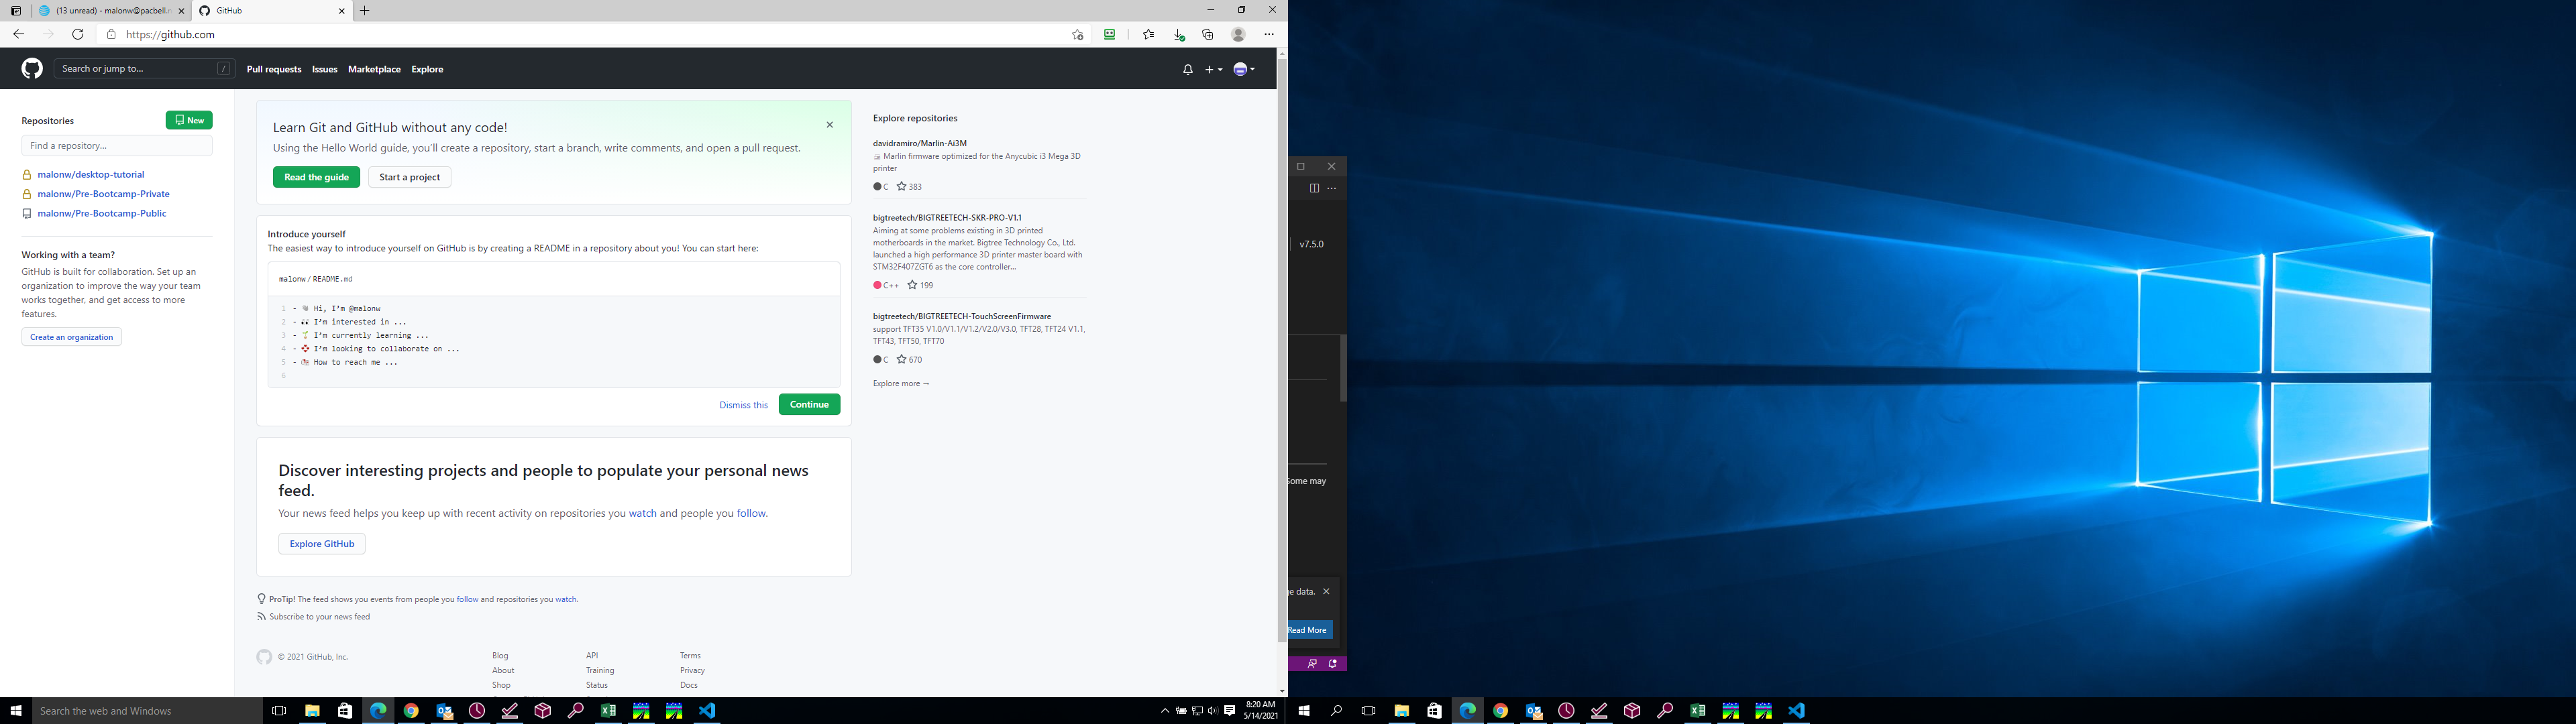 (13 unread) - malonw@pacbell.n
GitHub
https://github.com
Search or jump to...
/
Pull requests
Issues
Marketplace
Explore
Repositories
New
Find a repository...
malonw/desktop-tutorial
malonw/Pre-Bootcamp-Private
malonw/Pre-Bootcamp-Public
Working with a team?
GitHub is built for collaboration. Set up an
organization to improve the way your team
works together, and get access to more
features.
Create an organization
Learn Git and GitHub without any code!
Using the Hello World guide, you'll create a repository, start a branch, write comments, and open a pull request.
Read the guide
Start a project
Introduce yourself
The easiest way to introduce yourself on GitHub is by creating a README in a repository about you! You can start here:
malonw / README.md
1 - 👋 Hi, I'm @malonw
2 - 👀 I'm interested in ...
3 - 🌱 I'm currently learning ...
4 - 💞️ I'm looking to collaborate on ...
5 - 📫 How to reach me ...
6
Dismiss this
Continue
Discover interesting projects and people to populate your personal news
feed.
Your news feed helps you keep up with recent activity on repositories you watch and people you follow.
Explore GitHub
ProTip! The feed shows you events from people you follow and repositories you watch.
Subscribe to your news feed
© 2021 GitHub, Inc.
Blog
About
Shop
API
Training
Status
Terms
Privacy
Docs
Explore repositories
davidramiro/Marlin-Ai3M
Marlin firmware optimized for the Anycubic i3 Mega 3D
printer
C 383
bigtreetech/BIGTREETECH-SKR-PRO-V1.1
Aiming at some problems existing in 3D printed
motherboards in the market. Bigtree Technology Co., Ltd.
launched a high performance 3D printer master board with
STM32F407ZGT6 as the core controller...
C++ 199
bigtreetech/BIGTREETECH-TouchScreenFirmware
support TFT35 V1.0/V1.1/V1.2/V2.0/V3.0, TFT28, TFT24 V1.1,
TFT43, TFT50, TFT70
C 670
Explore more →
v7.5.0
Some may
ge data.
Read More
Search the web and Windows
8:20 AM
5/14/2021